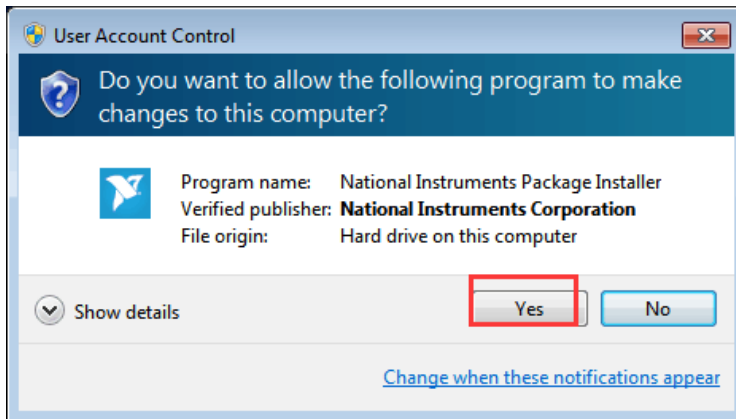 User Account Control
Do you want to allow the following program to make
changes to this computer?
Program name: National Instruments Package Installer
Verified publisher: National Instruments Corporation
File origin: Hard drive on this computer
Show details
Yes
No
Change when these notifications appear